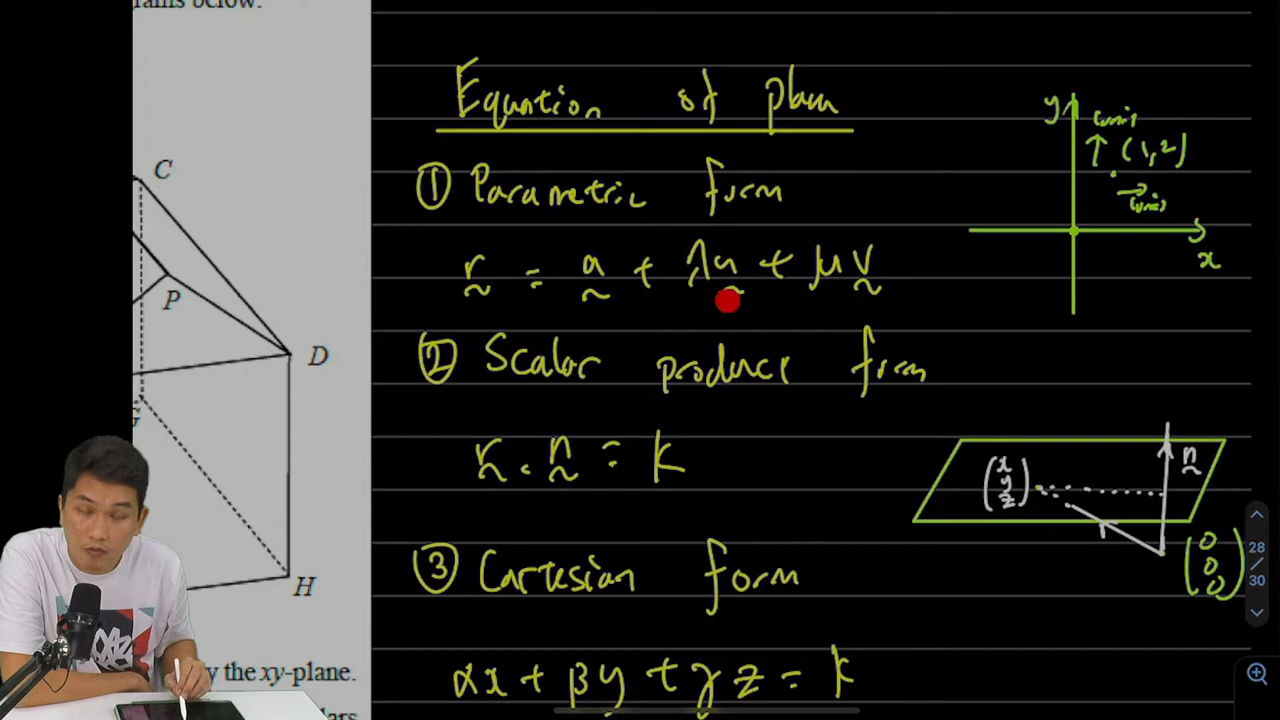 rams below.
C
P
D
G
H
y the xy-plane.
Equation of plane
① Parametric form
r = a + λu + μv
② Scalar product form
r . n = k
③ Cartesian form
αx + βy + γz = k
y
(1,2)
x
n
(x y z)
(0 0 0)
28
/
30